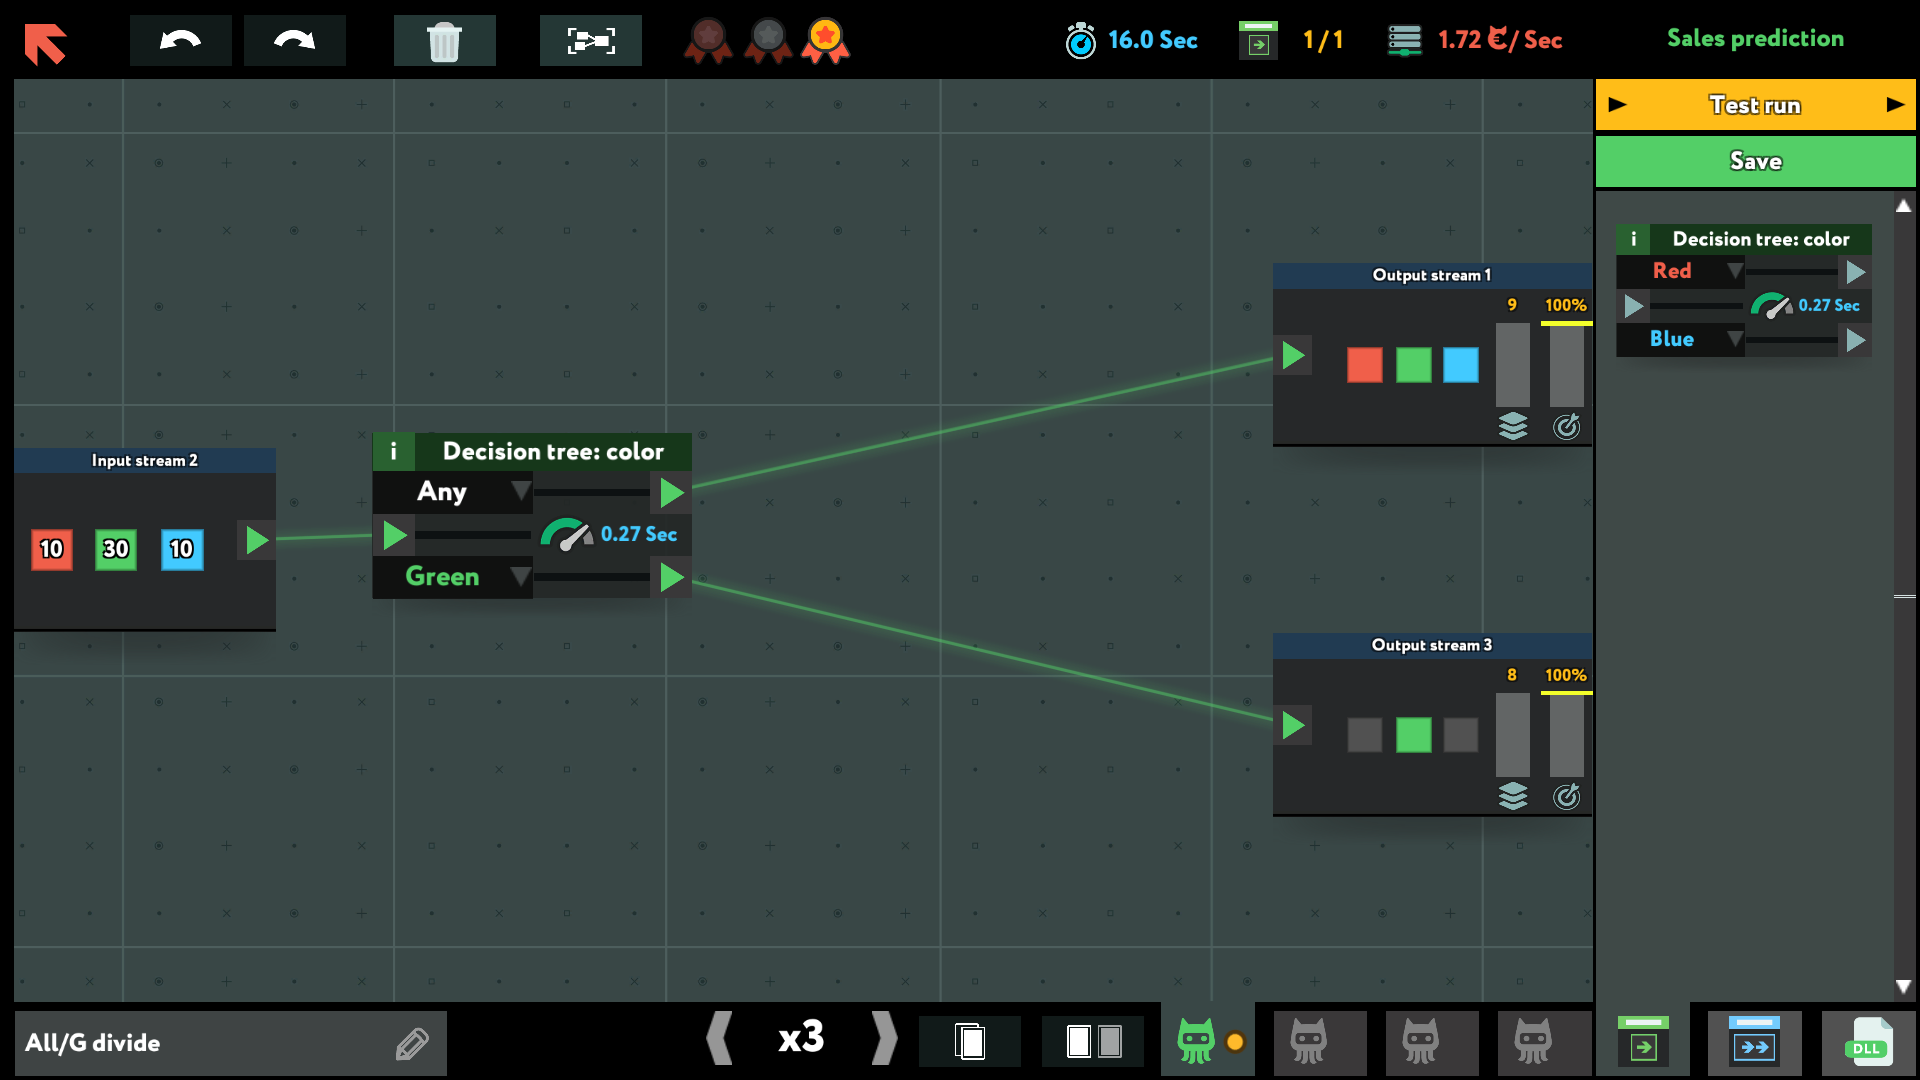 16.0 Sec
1/1
1.72 €/ Sec
Sales prediction
Test run
Save
i Decision tree: color
Red
0.27 Sec
Blue
Output stream 1
9 100%
Input stream 2
10 30 10
i Decision tree: color
Any
0.27 Sec
Green
Output stream 3
8 100%
All/G divide
x3
DLL